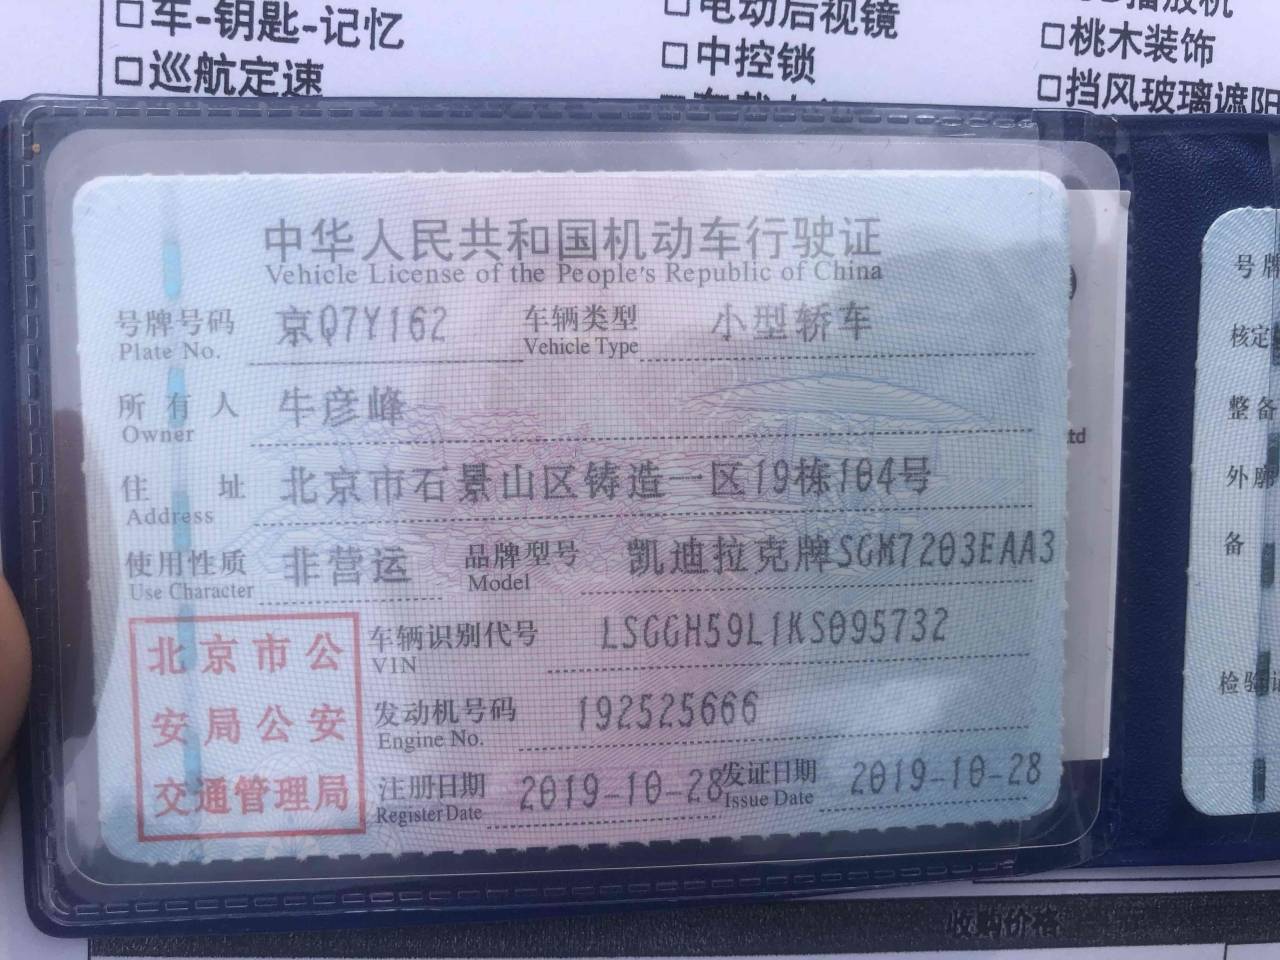 □车-钥匙-记忆
□电动后视镜
□巡航定速
□中控锁
□桃木装饰
□挡风玻璃遮阳
中华人民共和国机动车行驶证
Vehicle License of the People's Republic of China
号牌号码 京Q7Y162 车辆类型 小型轿车
Plate No. Vehicle Type
所有人 牛彦峰
Owner
住址 北京市石景山区铸造一区19栋104号
Address
使用性质 非营运 品牌型号 凯迪拉克牌SGM7203EAA3
Use Character Model
北京市公
安局公安
交通管理局
车辆识别代号 LSGGH59L1KS095732
VIN
发动机号码 192525666
Engine No.
注册日期 2019-10-28 发证日期 2019-10-28
Register Date Issue Date
td
号牌
核定
整备
外廓
备
检验
收购价格